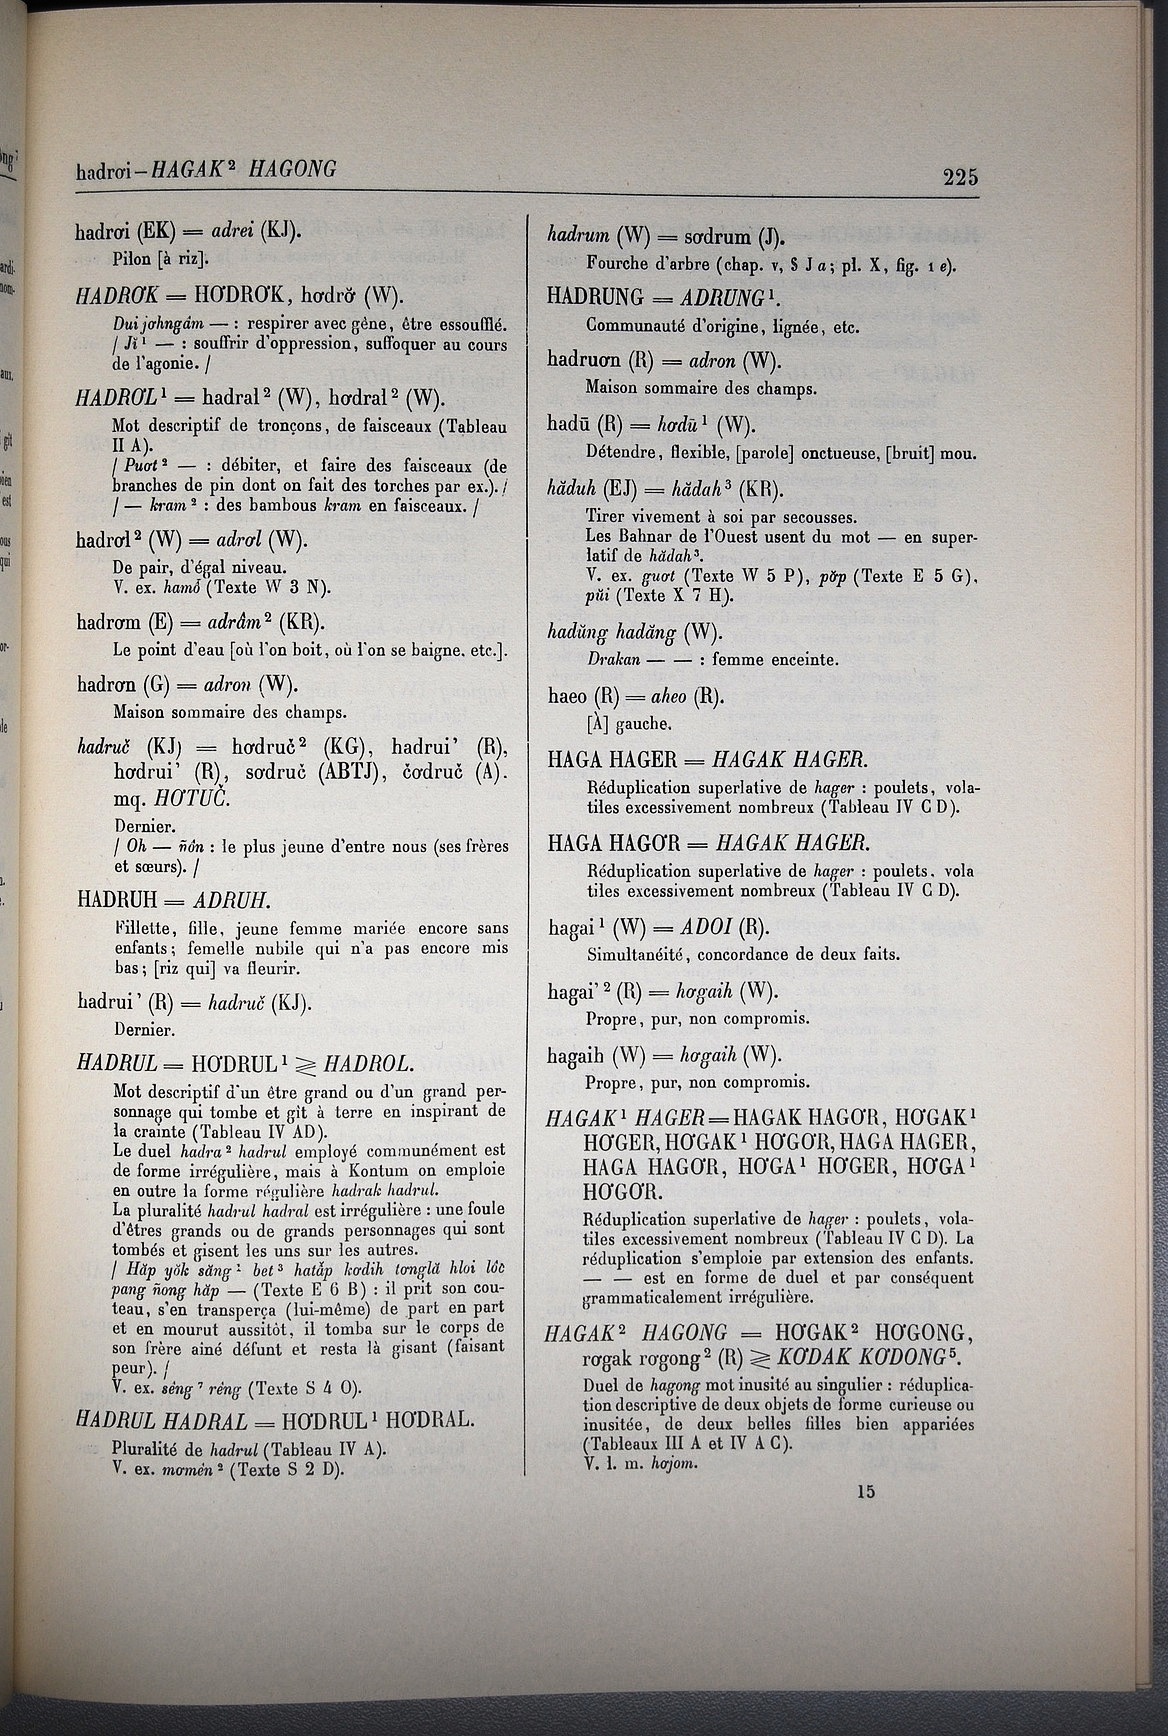 hadrơi – HAGAK² HAGONG
225
hadrơi (EK) = adrei (KJ).
Pilon [à riz].
HADRƠK = HƠDRƠK, hơdrơ̆ (W).
Dui jơhngâm — : respirer avec gêne, être essoufflé.
/ Jĭ¹ — : souffrir d'oppression, suffoquer au cours
de l'agonie. /
HADRƠL¹ = hadral² (W), hơdral² (W).
Mot descriptif de tronçons, de faisceaux (Tableau
II A).
/ Puơt² — : débiter, et faire des faisceaux (de
branches de pin dont on fait des torches par ex.). /
/ — kram² : des bambous kram en faisceaux. /
hadrơl² (W) = adrơl (W).
De pair, d'égal niveau.
V. ex. hamó (Texte W 3 N).
hadrơm (E) = adrâm² (KR).
Le point d'eau [où l'on boit, où l'on se baigne, etc.].
hadrơn (G) = adron (W).
Maison sommaire des champs.
hadruč (KJ) = hơdruč² (KG), hadrui' (R),
hơdrui' (R), sơdruč (ABTJ), čơdruč (A).
mq. HƠTUČ.
Dernier.
/ Oh — ñón : le plus jeune d'entre nous (ses frères
et sœurs). /
HADRUH = ADRUH.
Fillette, fille, jeune femme mariée encore sans
enfants ; femelle nubile qui n'a pas encore mis
bas ; [riz qui] va fleurir.
hadrui' (R) = hadruč (KJ).
Dernier.
HADRUL = HƠDRUL¹ ≷ HADROL.
Mot descriptif d'un être grand ou d'un grand per-
sonnage qui tombe et gît à terre en inspirant de
la crainte (Tableau IV AD).
Le duel hadra² hadrul employé communément est
de forme irrégulière, mais à Kontum on emploie
en outre la forme régulière hadrak hadrul.
La pluralité hadrul hadral est irrégulière : une foule
d'êtres grands ou de grands personnages qui sont
tombés et gisent les uns sur les autres.
/ Hăp yŏk săng¹ bet³ hatăp kơdih tơnglă hloi lôč
pang ñong hăp — (Texte E 6 B) : il prit son cou-
teau, s'en transperça (lui-même) de part en part
et en mourut aussitôt, il tomba sur le corps de
son frère ainé défunt et resta là gisant (faisant
peur). /
V. ex. séng⁷ réng (Texte S 4 O).
HADRUL HADRAL = HƠDRUL¹ HƠDRAL.
Pluralité de hadrul (Tableau IV A).
V. ex. mơmén² (Texte S 2 D).
hadrum (W) = sơdrum (J).
Fourche d'arbre (chap. V, § J a ; pl. X, fig. 1 e).
HADRUNG = ADRUNG¹.
Communauté d'origine, lignée, etc.
hadruơn (R) = adron (W).
Maison sommaire des champs.
hadū (R) = hơdū¹ (W).
Détendre, flexible, [parole] onctueuse, [bruit] mou.
hăduh (EJ) = hădah³ (KR).
Tirer vivement à soi par secousses.
Les Bahnar de l'Ouest usent du mot — en super-
latif de hădah³.
V. ex. guơt (Texte W 5 P), pơ̆p (Texte E 5 G),
pŭi (Texte X 7 H).
hadŭng hadăng (W).
Drakan — — : femme enceinte.
haeo (R) = aheo (R).
[À] gauche.
HAGA HAGER = HAGAK HAGER.
Réduplication superlative de hager : poulets, vola-
tiles excessivement nombreux (Tableau IV C D).
HAGA HAGƠR = HAGAK HAGER.
Réduplication superlative de hager : poulets, vola
tiles excessivement nombreux (Tableau IV C D).
hagai¹ (W) = ADOI (R).
Simultanéité, concordance de deux faits.
hagai'² (R) = hơgaih (W).
Propre, pur, non compromis.
hagaih (W) = hơgaih (W).
Propre, pur, non compromis.
HAGAK¹ HAGER = HAGAK HAGƠR, HƠGAK¹
HƠGER, HƠGAK¹ HƠGƠR, HAGA HAGER,
HAGA HAGƠR, HƠGA¹ HƠGER, HƠGA¹
HƠGƠR.
Réduplication superlative de hager : poulets, vola-
tiles excessivement nombreux (Tableau IV C D). La
réduplication s'emploie par extension des enfants.
— — est en forme de duel et par conséquent
grammaticalement irrégulière.
HAGAK² HAGONG = HƠGAK² HƠGONG,
rơgak rơgong² (R) ≷ KƠDAK KƠDONG⁵.
Duel de hagong mot inusité au singulier : réduplica-
tion descriptive de deux objets de forme curieuse ou
inusitée, de deux belles filles bien appariées
(Tableaux III A et IV A C).
V. l. m. hơjom.
15